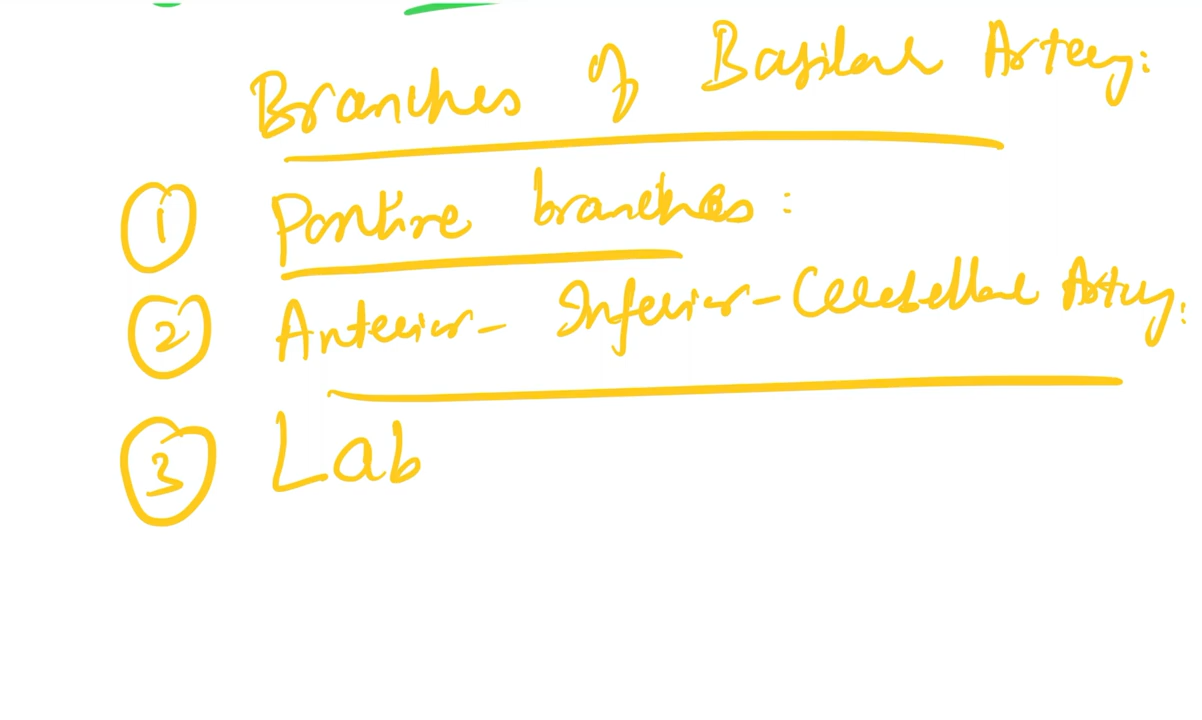 Branches of Basilar Artery:
1 Pontine branches:
2 Anterior- Inferior-Cerebellar Artery:
3 Lab